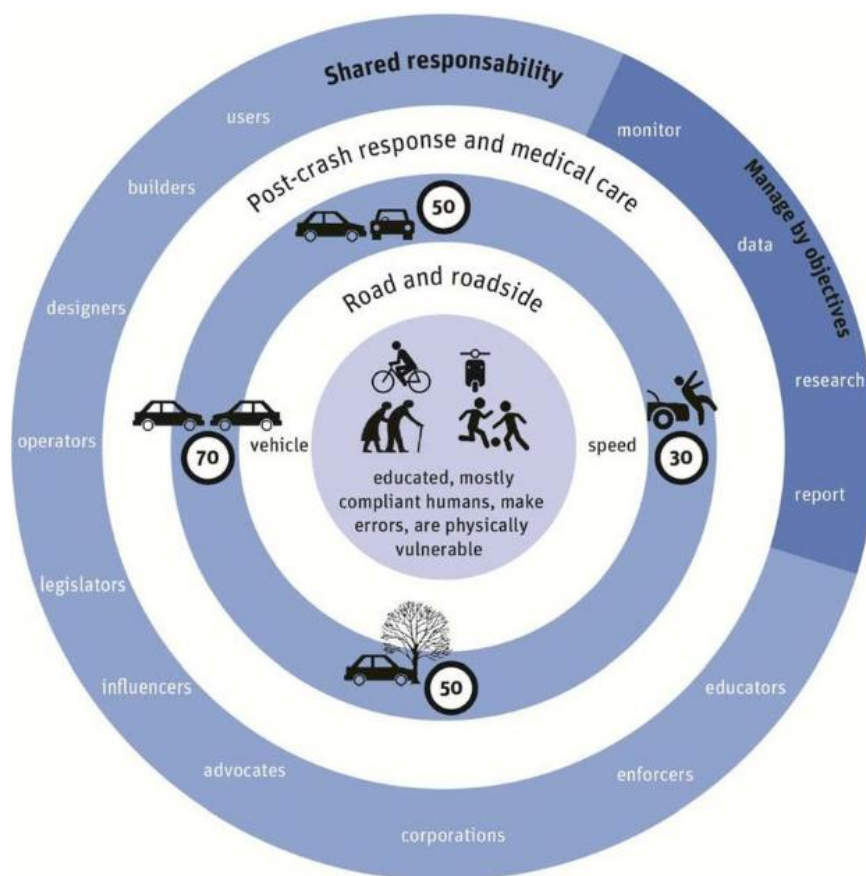 Shared responsability
users
builders
designers
operators
legislators
influencers
advocates
corporations
enforcers
educators
Manage by objectives
monitor
data
research
report
Post-crash response and medical care
50
70
30
50
Road and roadside
vehicle
speed
educated, mostly
compliant humans, make
errors, are physically
vulnerable